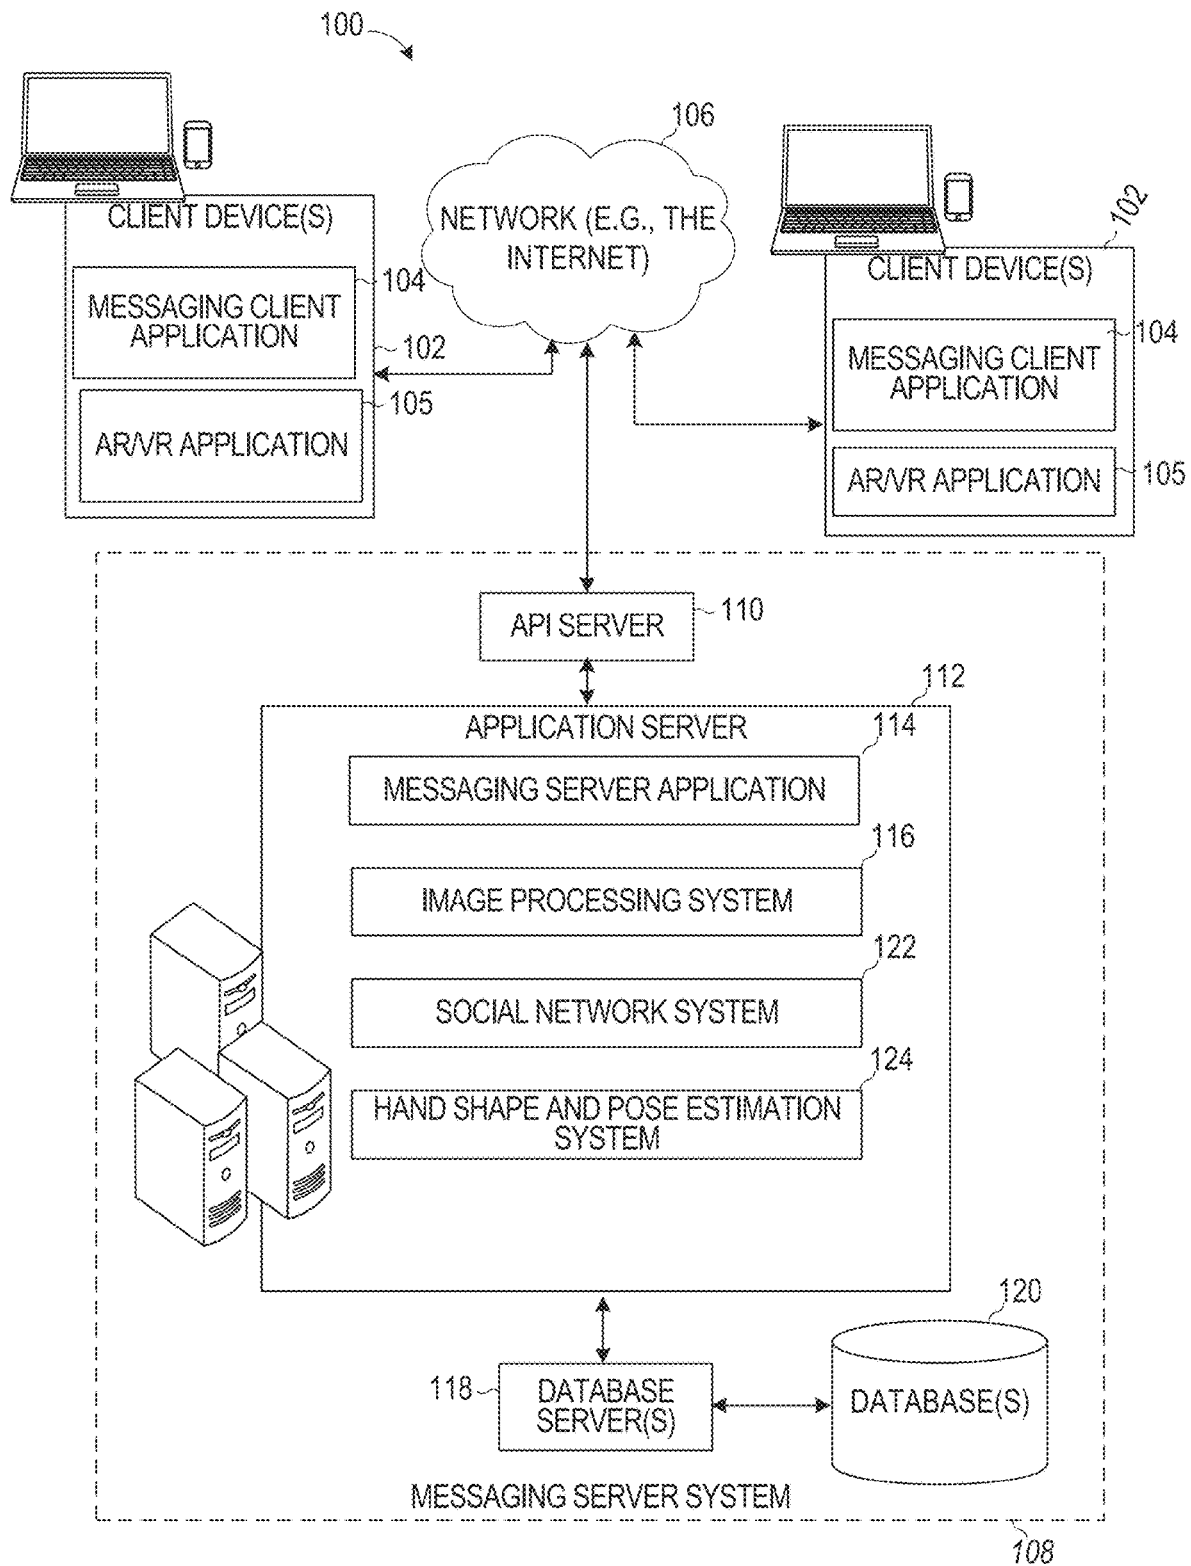 100
106
NETWORK (E.G., THE
INTERNET)
CLIENT DEVICE(S)
104
MESSAGING CLIENT
APPLICATION
102
105
AR/VR APPLICATION
102
CLIENT DEVICE(S)
104
MESSAGING CLIENT
APPLICATION
105
AR/VR APPLICATION
API SERVER
110
112
APPLICATION SERVER
114
MESSAGING SERVER APPLICATION
116
IMAGE PROCESSING SYSTEM
122
SOCIAL NETWORK SYSTEM
124
HAND SHAPE AND POSE ESTIMATION
SYSTEM
120
118
DATABASE
SERVER(S)
DATABASE(S)
MESSAGING SERVER SYSTEM
108